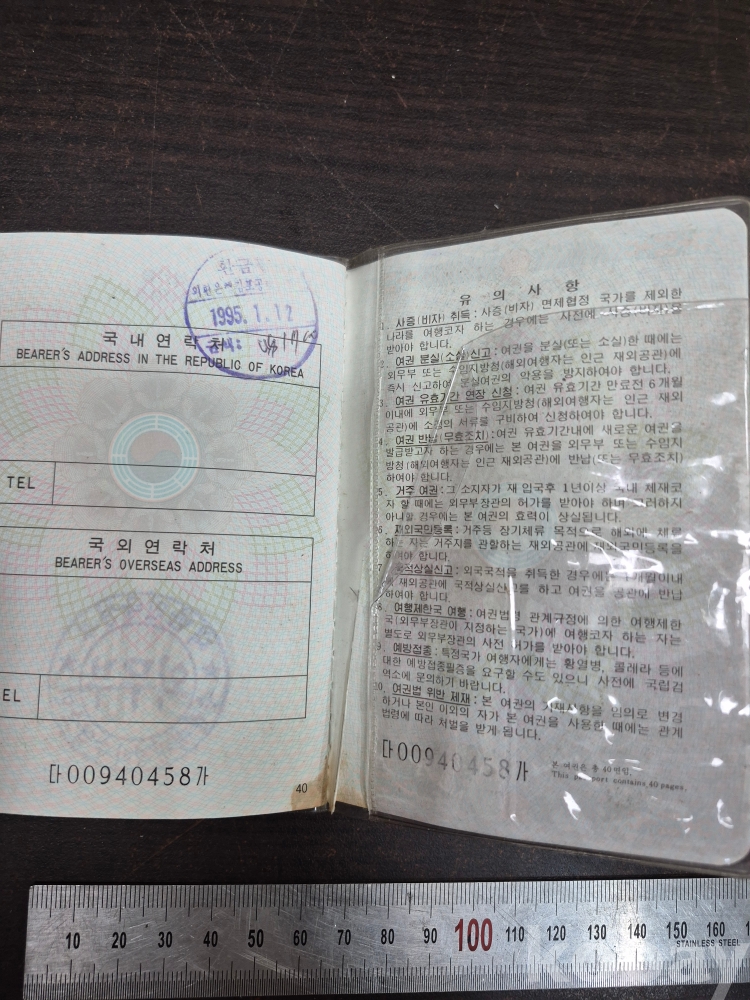 환금
1995. 1. 12
금액:
국내연락처
BEARER'S ADDRESS IN THE REPUBLIC OF KOREA
TEL
국외연락처
BEARER'S OVERSEAS ADDRESS
EL
다00940458가
40
유의사항
1. 사증(비자) 취득 : 사증(비자) 면제협정 국가를 제외한
나라를 여행코자 하는 경우에는 사전에 사증(비자)을
받아야 합니다.
2. 여권 분실(소실)신고 : 여권을 분실(또는 소실)한 때에는
외무부 또는 수임지방청(해외여행자는 인근 재외공관)에
즉시 신고하여 분실여권의 악용을 방지하여야 합니다.
3. 여권 유효기간 연장 신청 : 여권 유효기간 만료전 6개월
이내에 외무부 또는 수임지방청(해외여행자는 인근 재외
공관)에 소정의 서류를 구비하여 신청하여야 합니다.
4. 여권 반납(무효조치) : 여권 유효기간내에 새로운 여권을
발급받고자 하는 경우에는 본 여권을 외무부 또는 수임지
방청(해외여행자는 인근 재외공관)에 반납(또는 무효조치)
하여야 합니다.
5. 거주 여권 : 그 소지자가 재 입국후 1년이상 국내 체재코
자 할 때에는 외무부장관의 허가를 받아야 하며 그러하지
아니할 경우에는 본 여권의 효력이 상실됩니다.
6. 재외국민등록 : 거주등 장기체류 목적으로 해외에 체류
하는 자는 거주지를 관할하는 재외공관에 재외국민등록을
하여야 합니다.
7. 국적상실신고 : 외국국적을 취득한 경우에는 개월이내
에 재외공관에 국적상실신고를 하고 여권을 공관에 반납
하여야 합니다.
8. 여행제한국 여행 : 여권법령 관계규정에 의한 여행제한
국(외무부장관이 지정하는 국가)에 여행코자 하는 자는
별도로 외무부장관의 사전 허가를 받아야 합니다.
9. 예방접종 : 특정국가 여행자에게는 황열병, 콜레라 등에
대한 예방접종필증을 요구할 수도 있으니 사전에 국립검
역소에 문의하기 바랍니다.
10. 여권법 위반 제재 : 본 여권의 기재사항을 임의로 변경
하거나 본인 이외의 자가 본 여권을 사용한 때에는 관계
법령에 따라 처벌을 받게 됩니다.
다00940458가
본 여권은 총 40면임.
This passport contains 40 pages.
10 20 30 40 50 60 70 80 90 100 110 120 130 140 150 160
STAINLESS STEEL